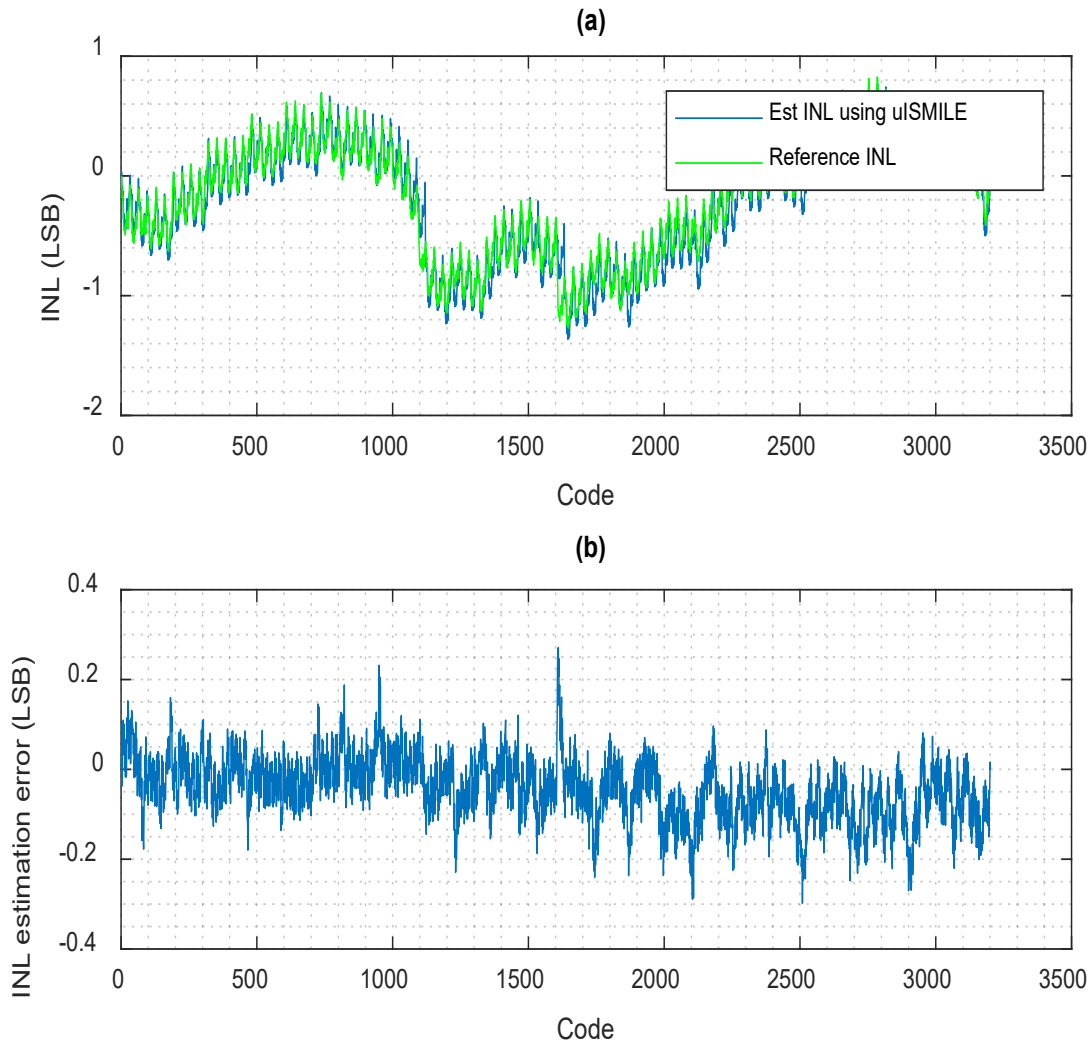 (a)
INL (LSB)
1
0
-1
-2
Est INL using uISMILE
Reference INL
0 500 1000 1500 2000 2500 3000 3500
Code
(b)
INL estimation error (LSB)
0.4
0.2
0
-0.2
-0.4
0 500 1000 1500 2000 2500 3000 3500
Code